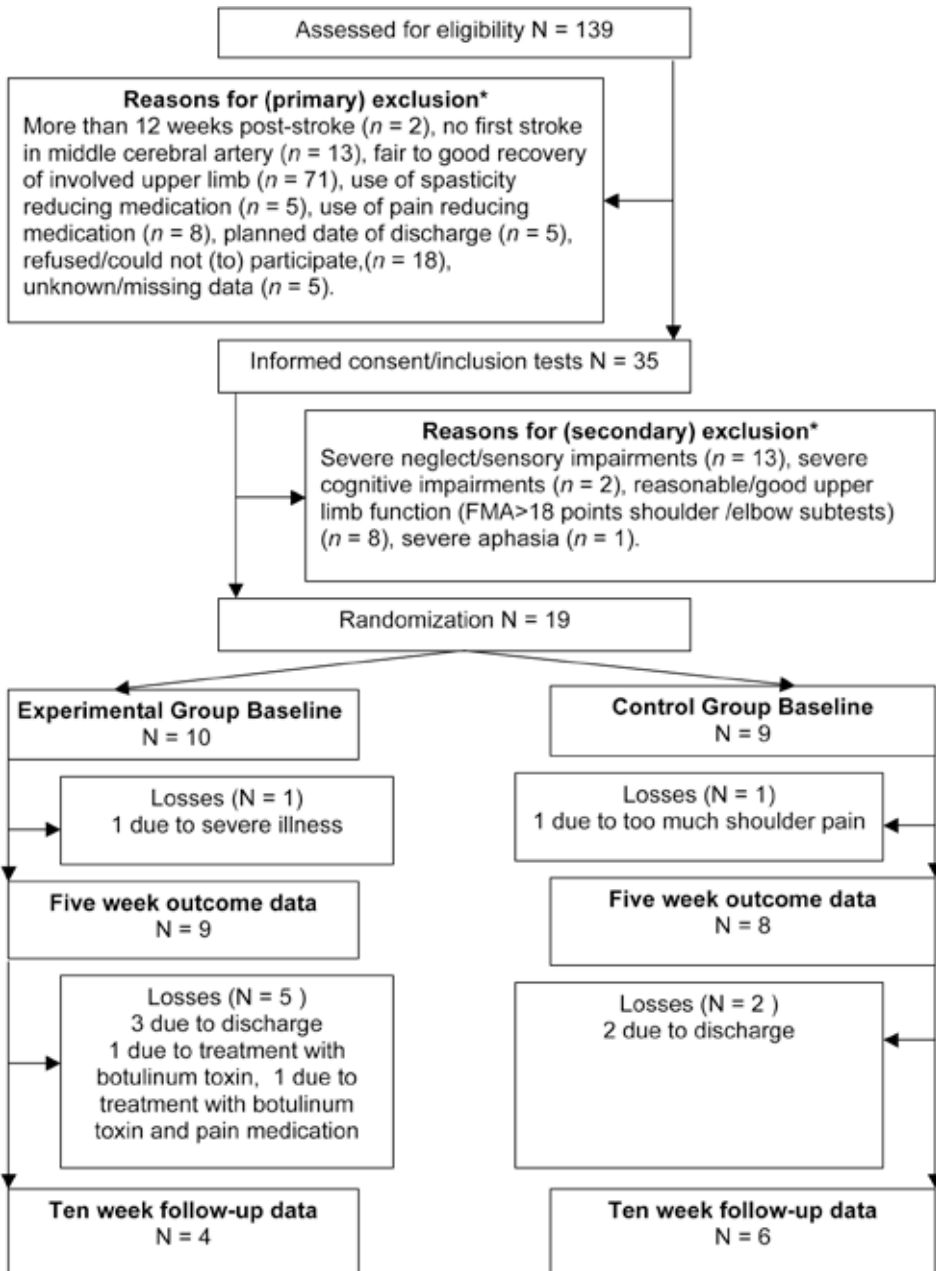 Assessed for eligibility N = 139
Reasons for (primary) exclusion*
More than 12 weeks post-stroke (n = 2), no first stroke
in middle cerebral artery (n = 13), fair to good recovery
of involved upper limb (n = 71), use of spasticity
reducing medication (n = 5), use of pain reducing
medication (n = 8), planned date of discharge (n = 5),
refused/could not (to) participate,(n = 18),
unknown/missing data (n = 5).
Informed consent/inclusion tests N = 35
Reasons for (secondary) exclusion*
Severe neglect/sensory impairments (n = 13), severe
cognitive impairments (n = 2), reasonable/good upper
limb function (FMA>18 points shoulder /elbow subtests)
(n = 8), severe aphasia (n = 1).
Randomization N = 19
Experimental Group Baseline
N = 10
Control Group Baseline
N = 9
Losses (N = 1)
1 due to severe illness
Losses (N = 1)
1 due to too much shoulder pain
Five week outcome data
N = 9
Five week outcome data
N = 8
Losses (N = 5 )
3 due to discharge
1 due to treatment with
botulinum toxin, 1 due to
treatment with botulinum
toxin and pain medication
Losses (N = 2 )
2 due to discharge
Ten week follow-up data
N = 4
Ten week follow-up data
N = 6